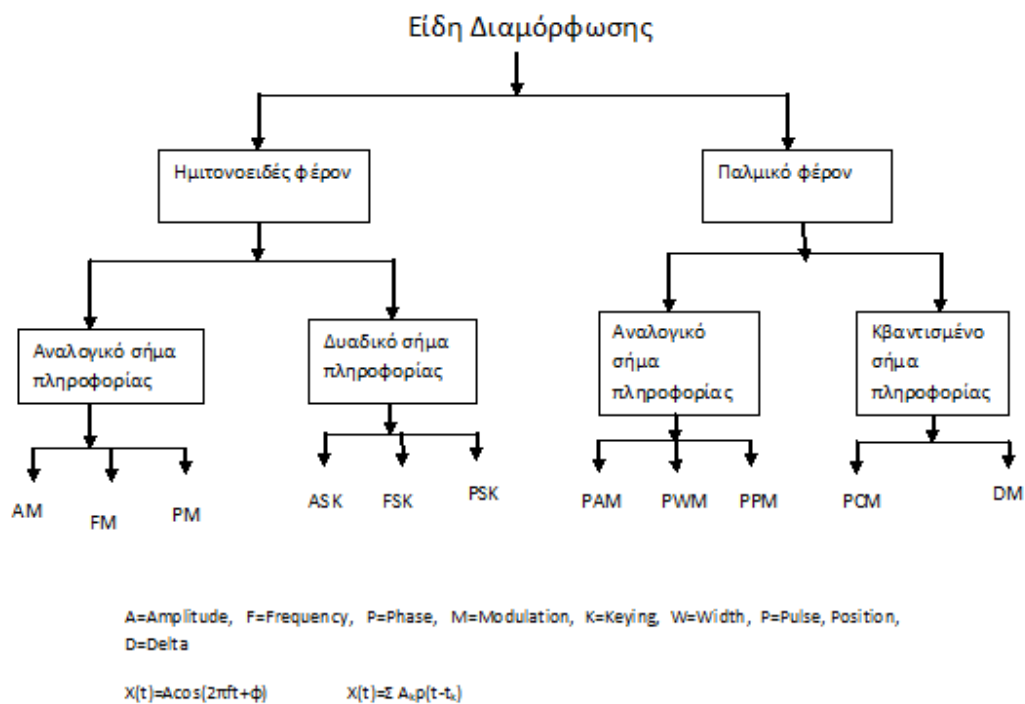 Είδη Διαμόρφωσης
Ημιτονοειδές φέρον
Παλμικό φέρον
Αναλογικό σήμα
πληροφορίας
Δυαδικό σήμα
πληροφορίας
Αναλογικό
σήμα
πληροφορίας
Κβαντισμένο
σήμα
πληροφορίας
AM
FM
PM
ASK
FSK
PSK
PAM
PWM
PPM
PCM
DM
A=Amplitude, F=Frequency, P=Phase, M=Modulation, K=Keying, W=Width, P=Pulse, Position,
D=Delta
X(t)=Acos(2πft+φ) X(t)=Σ Aₖp(t-tₖ)